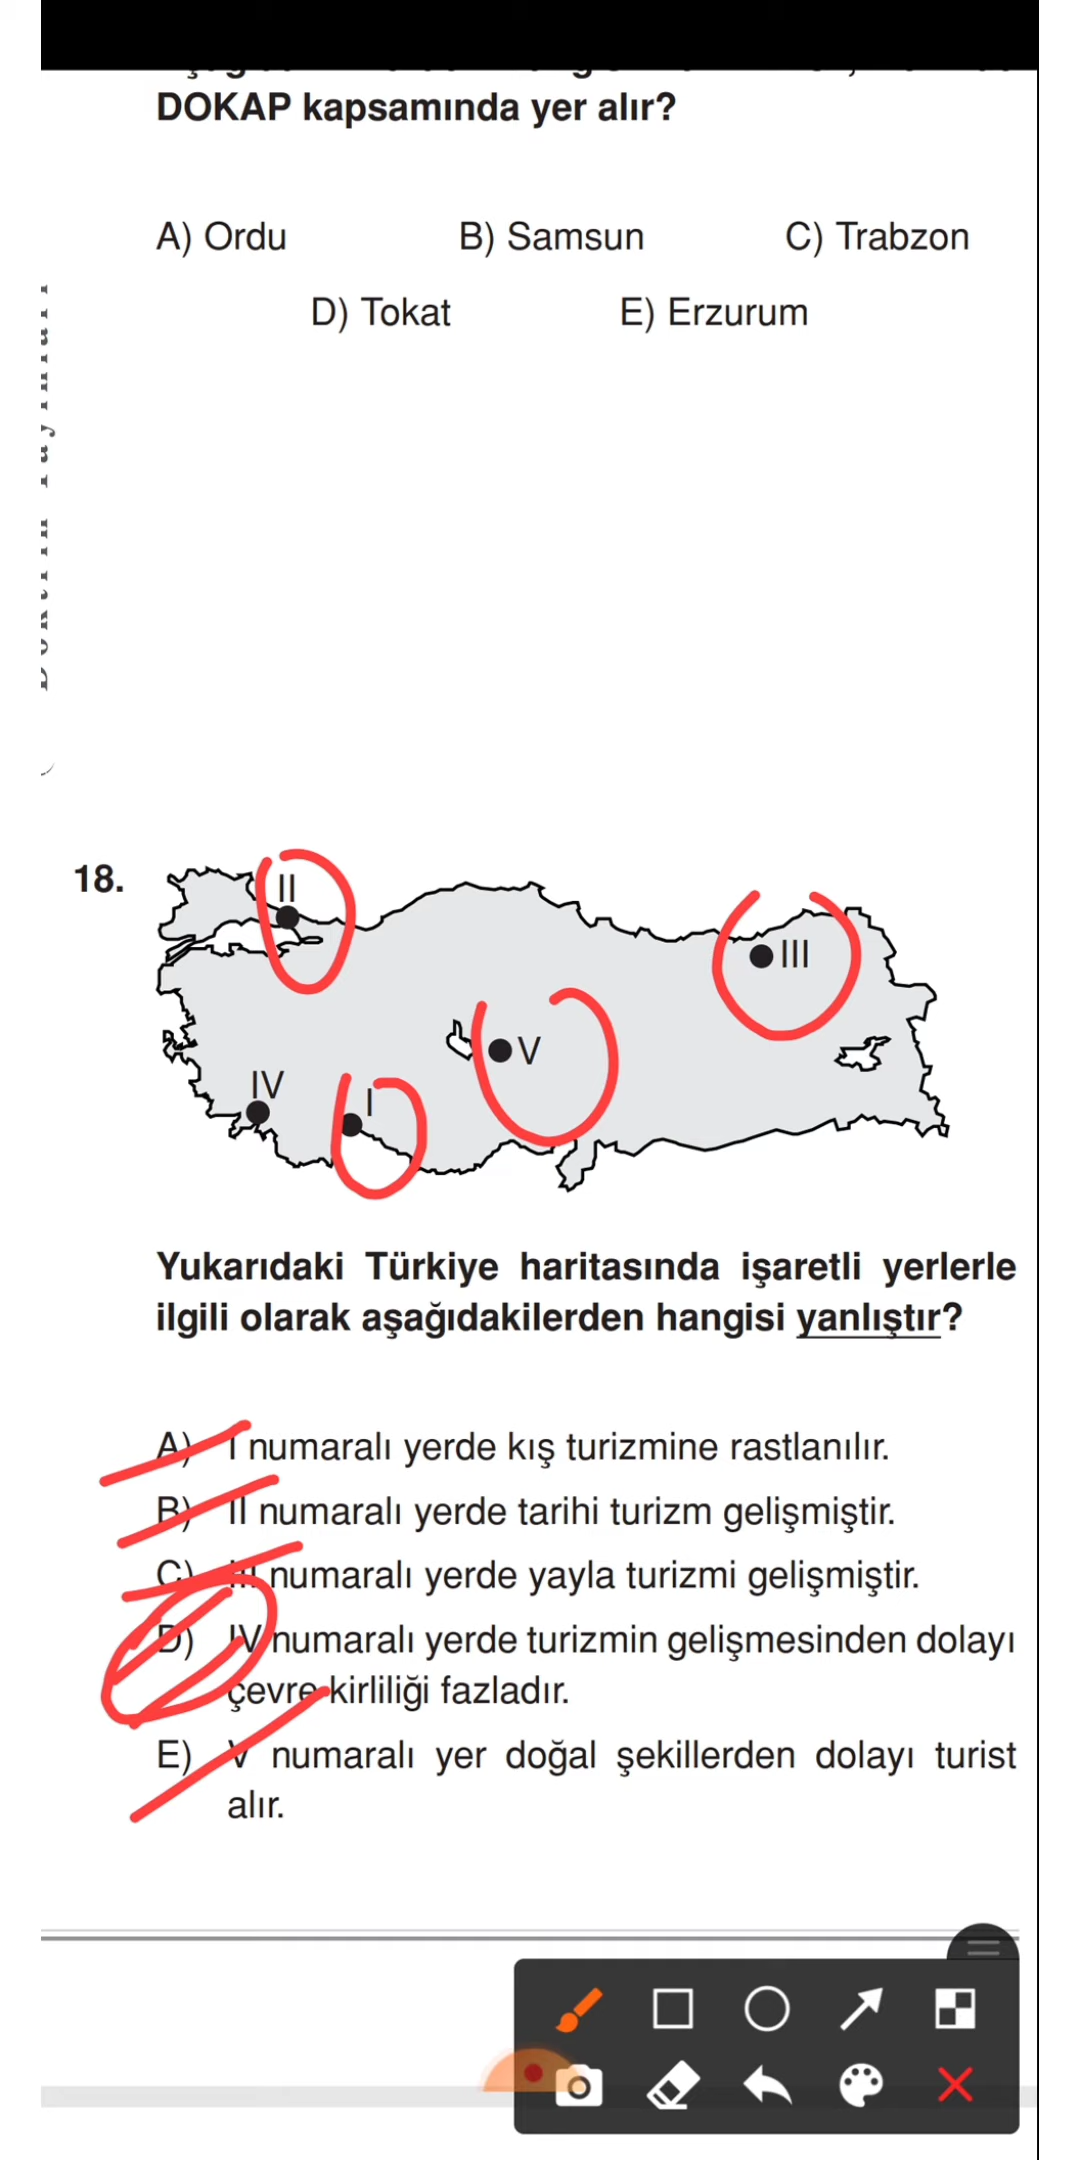 DOKAP kapsamında yer alır?
A) Ordu B) Samsun C) Trabzon
D) Tokat E) Erzurum
18.
II
III
V
IV
I
Yukarıdaki Türkiye haritasında işaretli yerlerle
ilgili olarak aşağıdakilerden hangisi yanlıştır?
A) I numaralı yerde kış turizmine rastlanılır.
B) II numaralı yerde tarihi turizm gelişmiştir.
C) III numaralı yerde yayla turizmi gelişmiştir.
D) IV numaralı yerde turizmin gelişmesinden dolayı
çevre kirliliği fazladır.
E) V numaralı yer doğal şekillerden dolayı turist
alır.